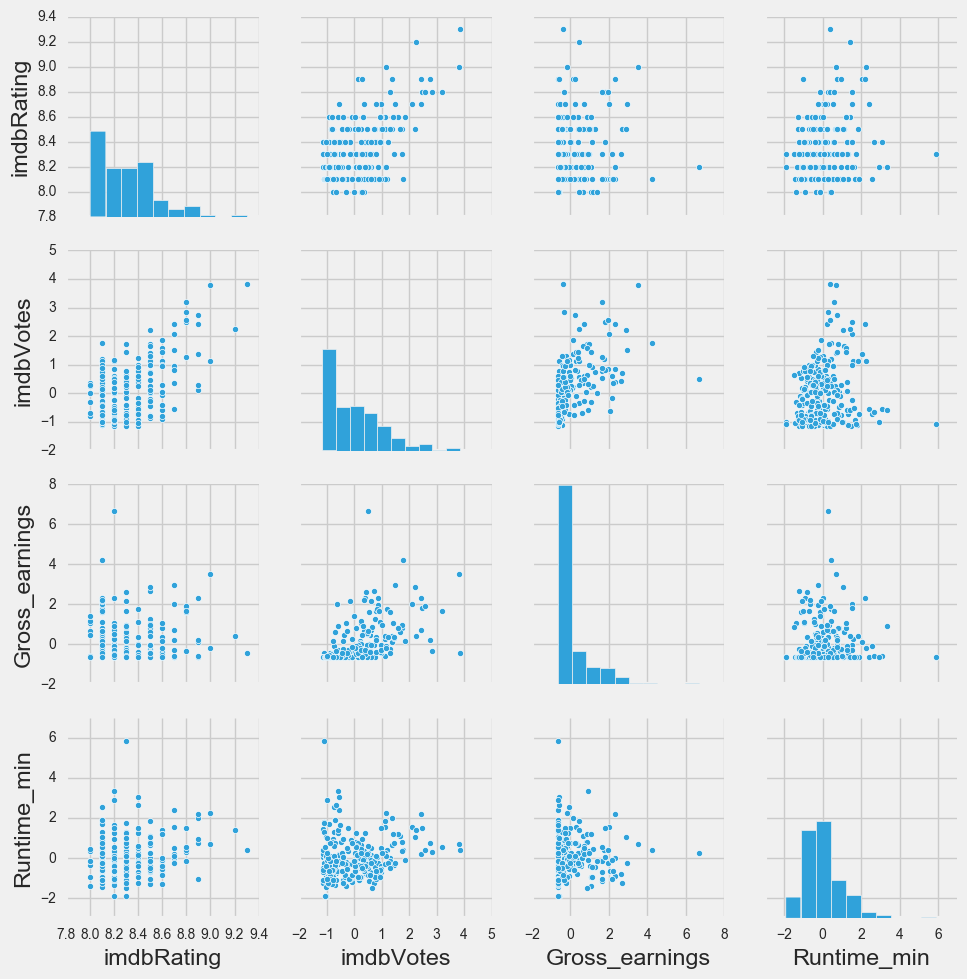 9.4
9.2
9.0
8.8
8.6
8.4
8.2
8.0
7.8
imdbRating
5
4
3
2
1
0
−1
−2
imdbVotes
8
6
4
2
0
−2
Gross_earnings
6
4
2
0
−2
Runtime_min
7.8 8.0 8.2 8.4 8.6 8.8 9.0 9.2 9.4
imdbRating
−2 −1 0 1 2 3 4 5
imdbVotes
−2 0 2 4 6 8
Gross_earnings
−2 0 2 4 6
Runtime_min